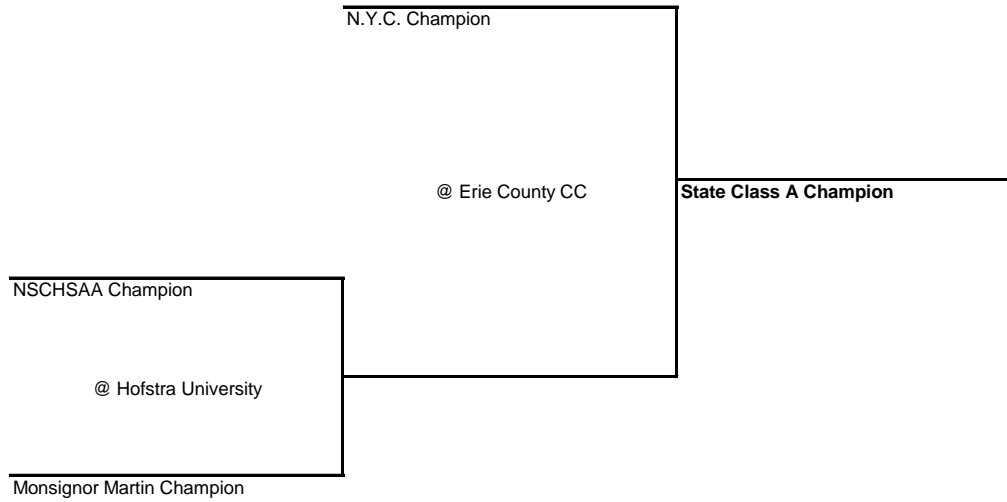 N.Y.C. Champion
@ Erie County CC
State Class A Champion
NSCHSAA Champion
@ Hofstra University
Monsignor Martin Champion